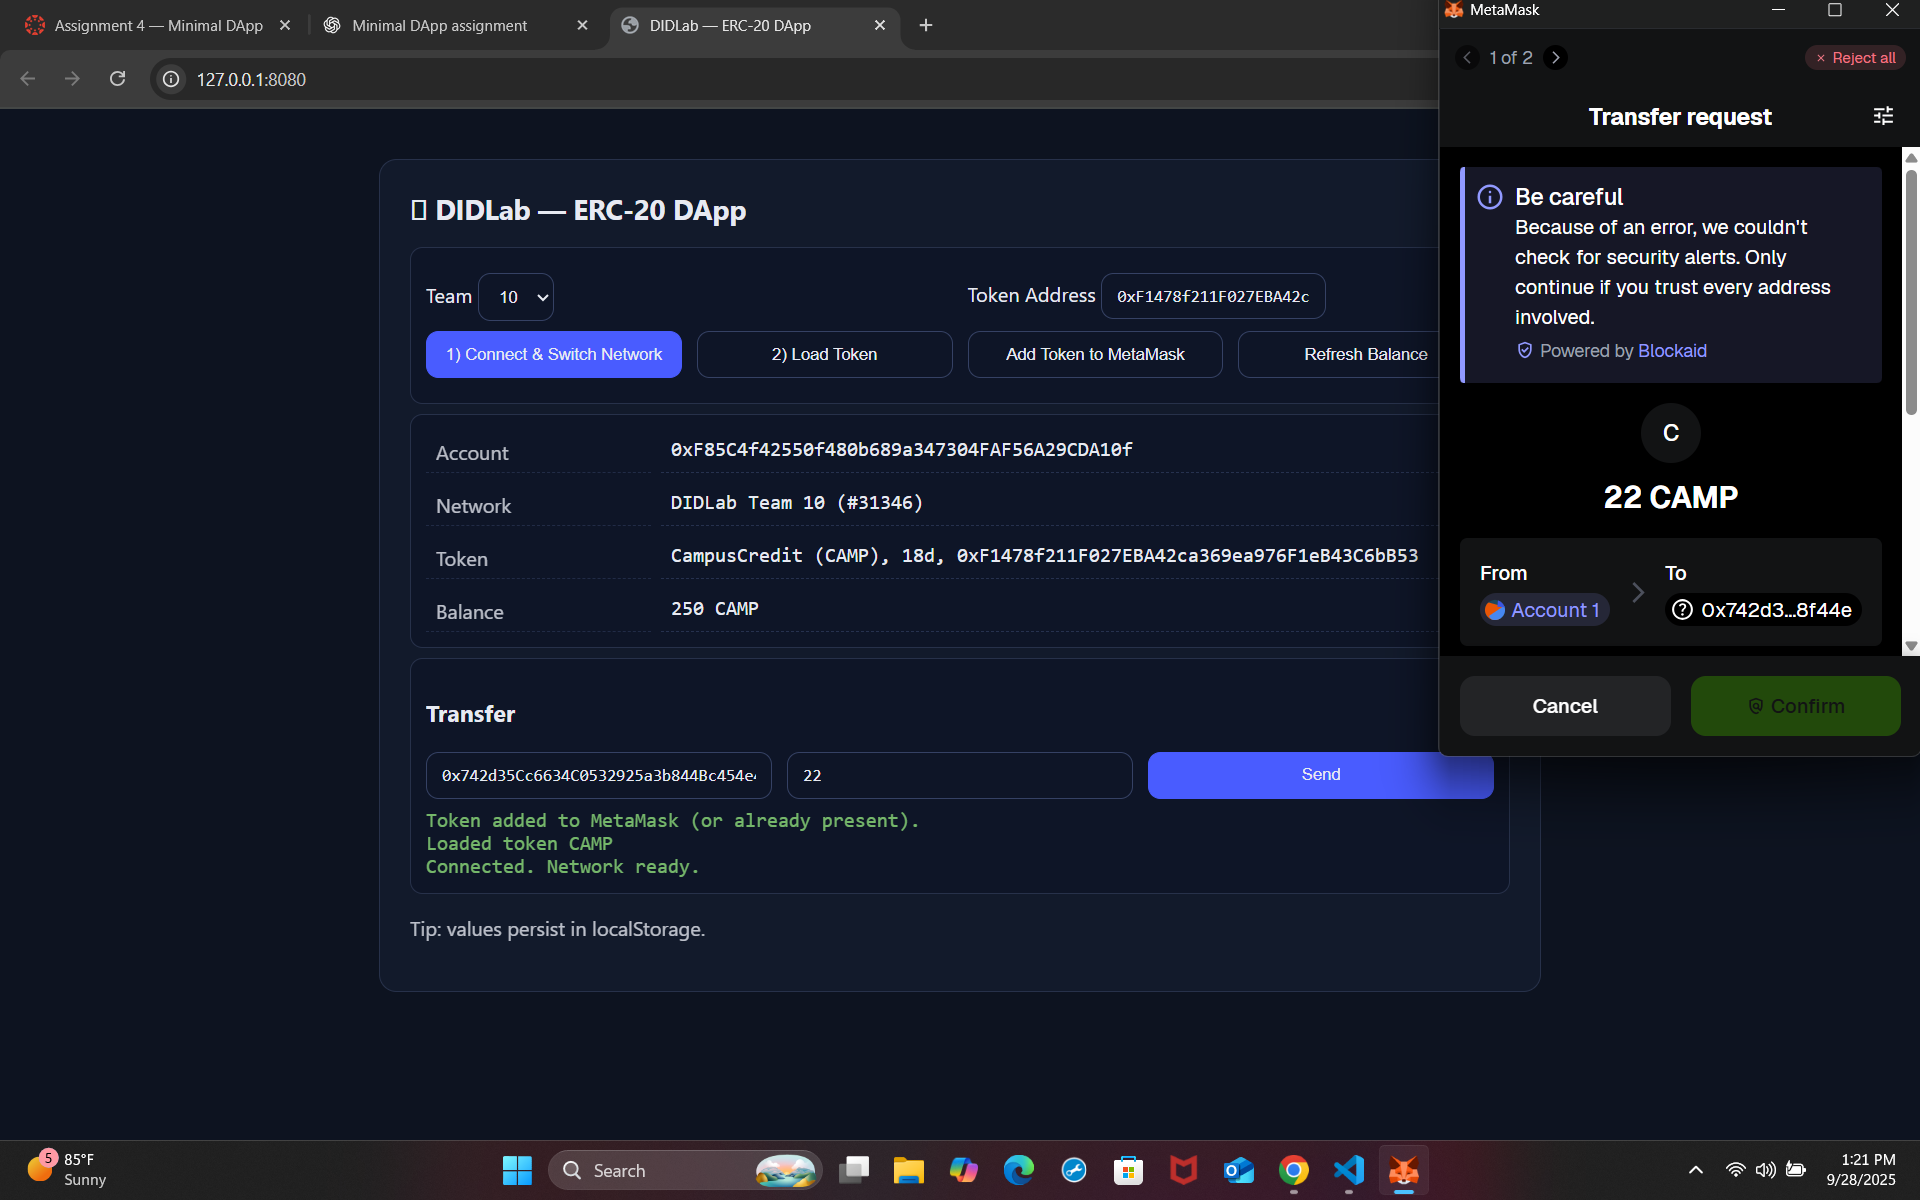 Assignment 4 — Minimal DApp
Minimal DApp assignment
DIDLab — ERC-20 DApp
127.0.0.1:8080
DIDLab — ERC-20 DApp
Team
10
Token Address
0xF1478f211F027EBA42c
1) Connect & Switch Network
2) Load Token
Add Token to MetaMask
Refresh Balance
Account
0xF85C4f42550f480b689a347304FAF56A29CDA10f
Network
DIDLab Team 10 (#31346)
Token
CampusCredit (CAMP), 18d, 0xF1478f211F027EBA42ca369ea976F1eB43C6bB53
Balance
250 CAMP
Transfer
0x742d35Cc6634C0532925a3b844Bc454e
22
Send
Token added to MetaMask (or already present).
Loaded token CAMP
Connected. Network ready.
Tip: values persist in localStorage.
MetaMask
1 of 2
Reject all
Transfer request
Be careful
Because of an error, we couldn't
check for security alerts. Only
continue if you trust every address
involved.
Powered by Blockaid
C
22 CAMP
From
To
Account 1
0x742d3...8f44e
Cancel
Confirm
5
85°F
Sunny
Search
1:21 PM
9/28/2025